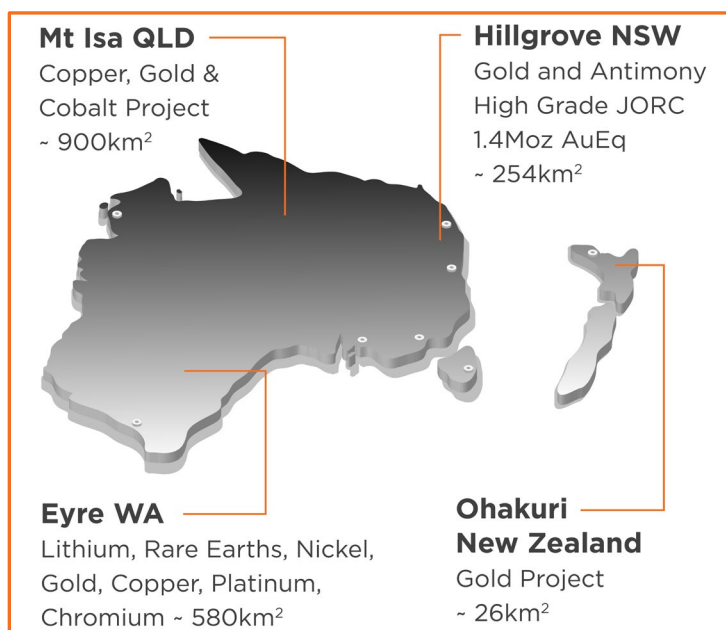 Mt Isa QLD
Copper, Gold &
Cobalt Project
~ 900km²
Hillgrove NSW
Gold and Antimony
High Grade JORC
1.4Moz AuEq
~ 254km²
Eyre WA
Lithium, Rare Earths, Nickel,
Gold, Copper, Platinum,
Chromium ~ 580km²
Ohakuri
New Zealand
Gold Project
~ 26km²